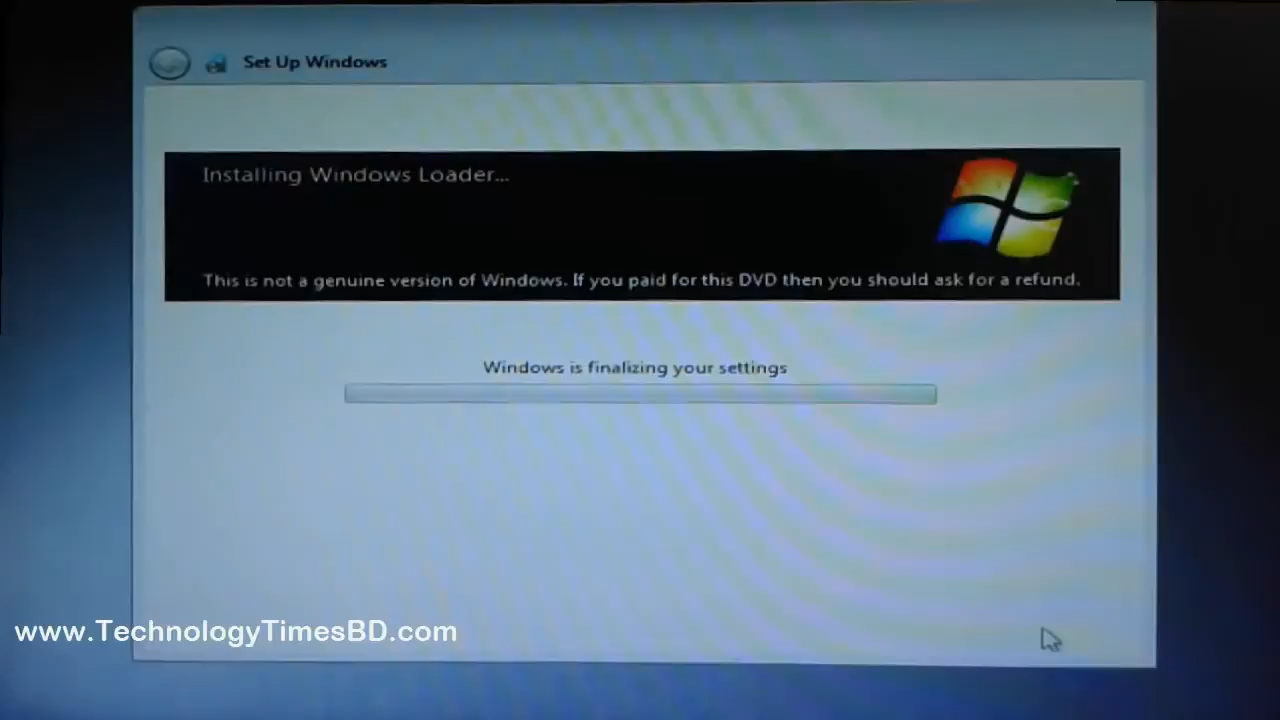 Set Up Windows
Installing Windows Loader...
This is not a genuine version of Windows. If you paid for this DVD then you should ask for a refund.
Windows is finalizing your settings
www.TechnologyTimesBD.com